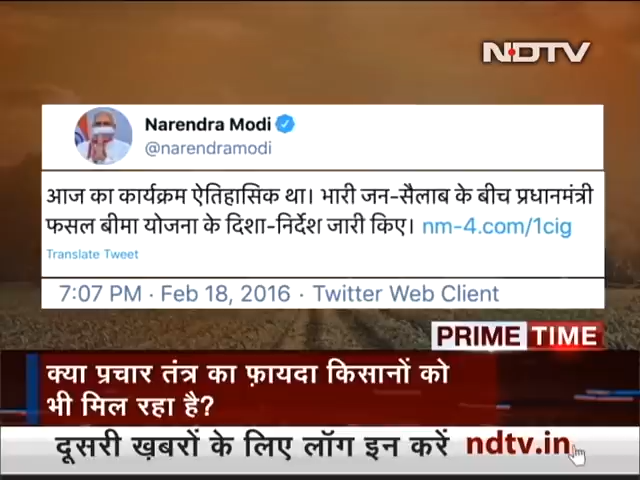 NDTV
Narendra Modi
@narendramodi
आज का कार्यक्रम ऐतिहासिक था। भारी जन-सैलाब के बीच प्रधानमंत्री
फसल बीमा योजना के दिशा-निर्देश जारी किए। nm-4.com/1cig
Translate Tweet
7:07 PM · Feb 18, 2016 · Twitter Web Client
PRIME TIME
क्या प्रचार तंत्र का फ़ायदा किसानों को
भी मिल रहा है?
दूसरी ख़बरों के लिए लॉग इन करें ndtv.in